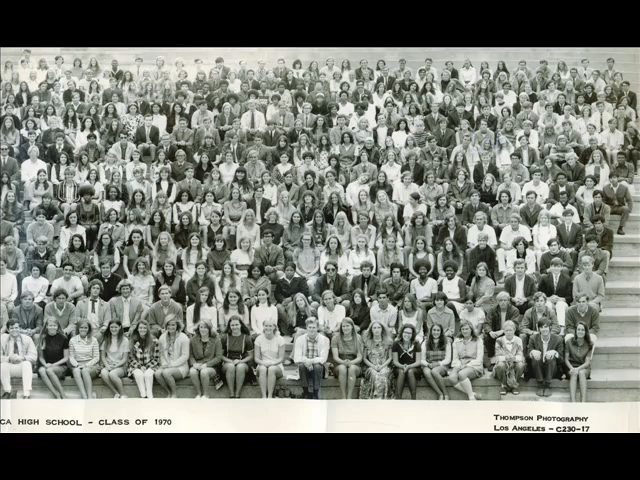 CA HIGH SCHOOL – CLASS OF 1970
THOMPSON PHOTOGRAPHY
LOS ANGELES – C230-17